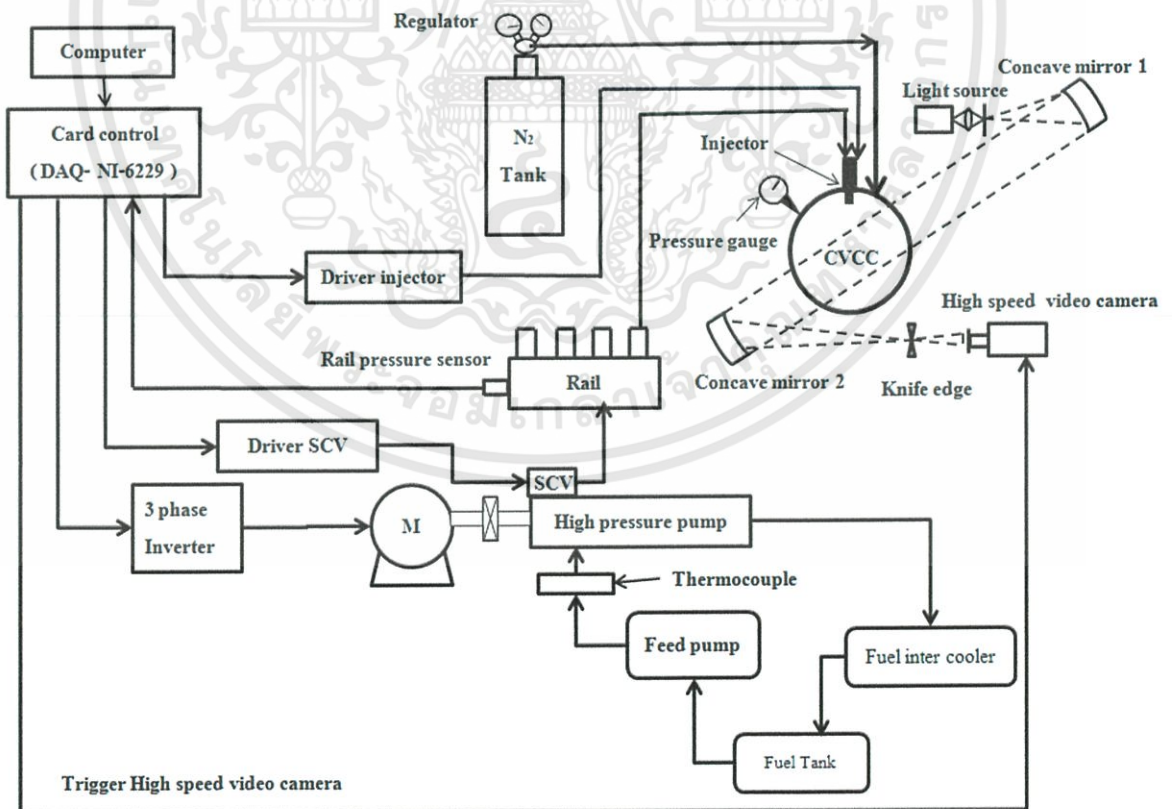 Regulator
Computer
Concave mirror 1
Light source
Card control
( DAQ- NI-6229 )
N2
Tank
Injector
Pressure gauge
CVCC
Driver injector
High speed video camera
Rail pressure sensor
Rail
Concave mirror 2
Knife edge
Driver SCV
SCV
3 phase
Inverter
M
High pressure pump
Thermocouple
Feed pump
Fuel inter cooler
Fuel Tank
Trigger High speed video camera